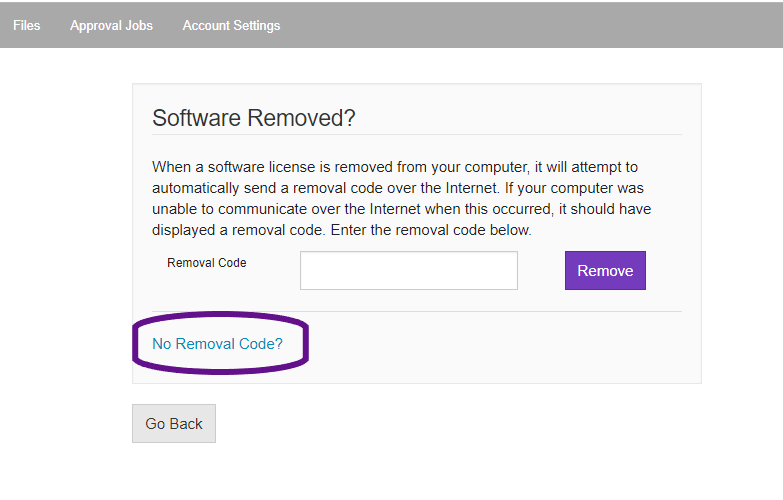 Files Approval Jobs Account Settings
Software Removed?
When a software license is removed from your computer, it will attempt to
automatically send a removal code over the Internet. If your computer was
unable to communicate over the Internet when this occurred, it should have
displayed a removal code. Enter the removal code below.
Removal Code Remove
No Removal Code?
Go Back